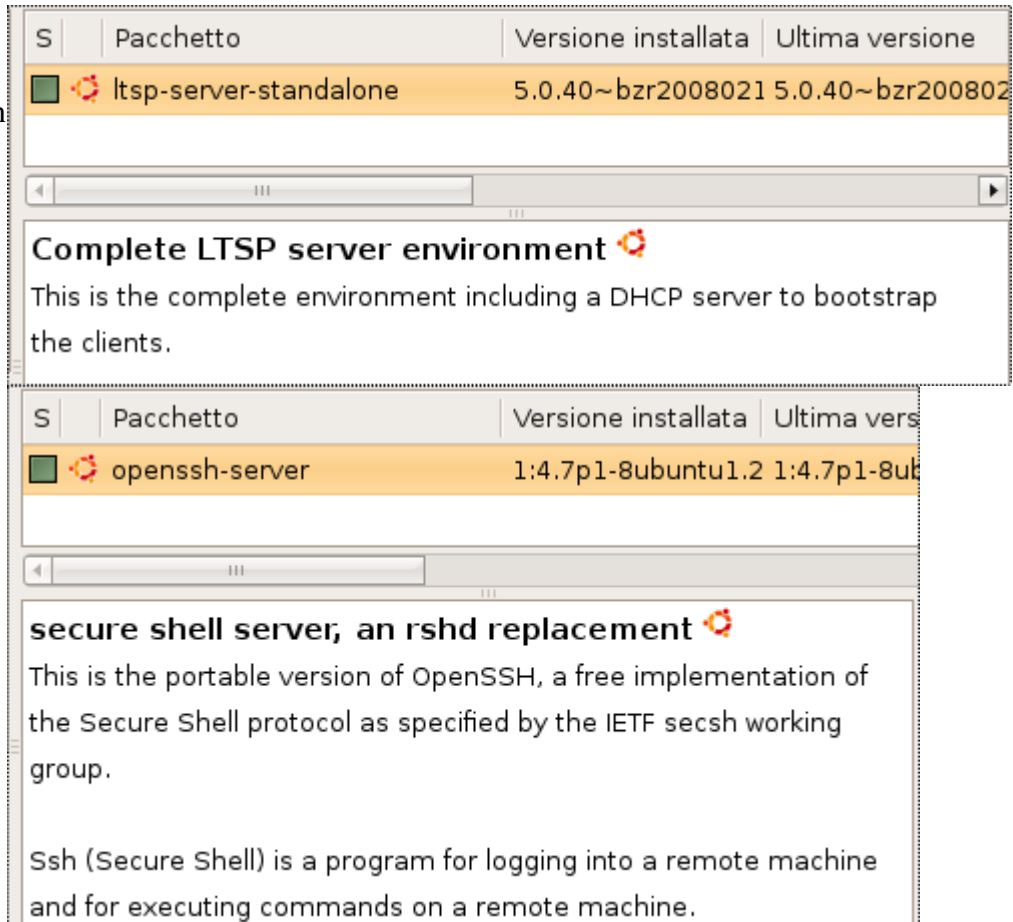 S Pacchetto Versione installata Ultima versione
ltsp-server-standalone 5.0.40~bzr2008021 5.0.40~bzr200802
Complete LTSP server environment
This is the complete environment including a DHCP server to bootstrap
the clients.
S Pacchetto Versione installata Ultima vers
openssh-server 1:4.7p1-8ubuntu1.2 1:4.7p1-8ub
secure shell server, an rshd replacement
This is the portable version of OpenSSH, a free implementation of
the Secure Shell protocol as specified by the IETF secsh working
group.
Ssh (Secure Shell) is a program for logging into a remote machine
and for executing commands on a remote machine.